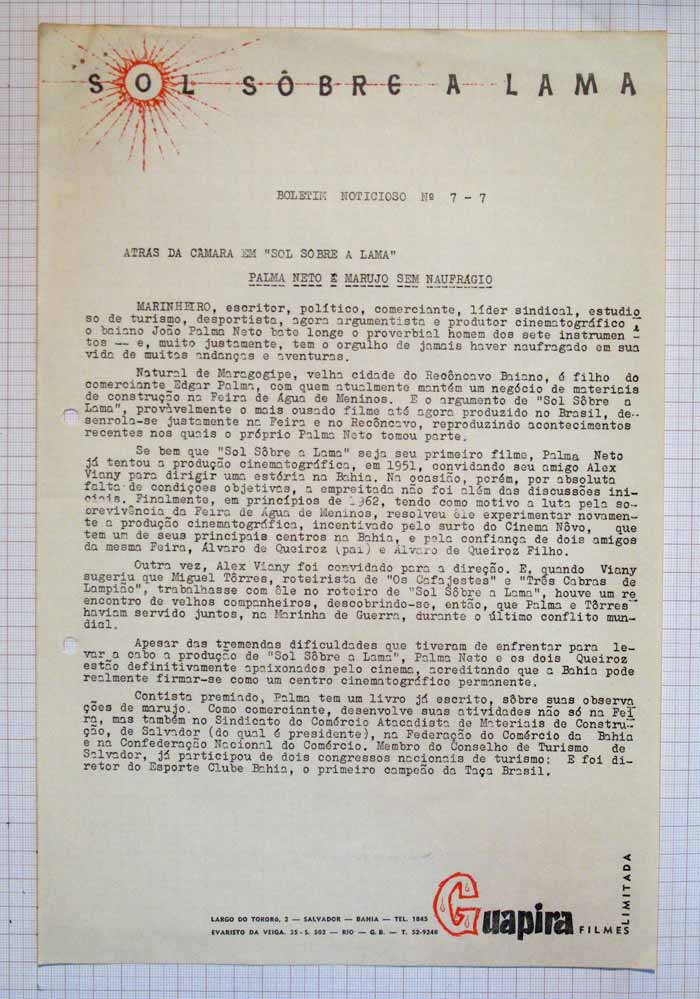 SOL SÔBRE A LAMA
BOLETIM NOTICIOSO Nº 7 - 7
ATRÁS DA CÂMARA EM "SOL SÔBRE A LAMA"
PALMA NETO É MARUJO SEM NAUFRÁGIO
MARINHEIRO, escritor, político, comerciante, líder sindical, estudio
so de turismo, desportista, agora argumentista e produtor cinematográfico ,
o baiano João Palma Neto bate longe o proverbial homem dos sete instrumen -
tos -- e, muito justamente, tem o orgulho de jamais haver naufragado em sua
vida de muitas andanças e aventuras.
Natural de Maragogipe, velha cidade do Recôncavo Baiano, é filho do
comerciante Edgar Palma, com quem atualmente mantém um negócio de materiais
de construção na Feira de Água de Meninos. E o argumento de "Sol Sôbre a
Lama", provàvelmente o mais ousado filme até agora produzido no Brasil, de-
senrola-se justamente na Feira e no Recôncavo, reproduzindo acontecimentos
recentes nos quais o próprio Palma Neto tomou parte.
Se bem que "Sol Sôbre a Lama" seja seu primeiro filme, Palma Neto
já tentou a produção cinematográfica, em 1951, convidando seu amigo Alex
Viany para dirigir uma estória na Bahia. Na ocasião, porém, por absoluta
falta de condições objetivas, a empreitada não foi além das discussões ini-
ciais. Finalmente, em princípios de 1962, tendo como motivo a luta pela so-
brevivência da Feira de Água de Meninos, resolveu êle experimentar novamen-
te a produção cinematográfica, incentivado pelo surto do Cinema Nôvo, que
tem um de seus principais centros na Bahia, e pela confiança de dois amigos
da mesma Feira, Álvaro de Queiroz (pai) e Álvaro de Queiroz Filho.
Outra vez, Alex Viany foi convidado para a direção. E, quando Viany
sugeriu que Miguel Tôrres, roteirista de "Os Cafajestes" e "Três Cabras de
Lampião", trabalhasse com êle no roteiro de "Sol Sôbre a Lama", houve um re
encontro de velhos companheiros, descobrindo-se, então, que Palma e Tôrres
haviam servido juntos, na Marinha de Guerra, durante o último conflito mun-
dial.
Apesar das tremendas dificuldades que tiveram de enfrentar para le-
var a cabo a produção de "Sol Sôbre a Lama", Palma Neto e os dois Queiroz
estão definitivamente apaixonados pelo cinema, acreditando que a Bahia pode
realmente firmar-se como um centro cinematográfico permanente.
Contista premiado, Palma tem um livro já escrito, sôbre suas observa
ções de marujo. Como comerciante, desenvolve suas atividades não só na Fei
ra, mas também no Sindicato do Comércio Atacadista de Materiais de Constru-
ção, de Salvador (do qual é presidente), na Federação do Comércio da Bahia
e na Confederação Nacional do Comércio. Membro do Conselho de Turismo de
Salvador, já participou de dois congressos nacionais de turismo: E foi di-
retor do Esporte Clube Bahia, o primeiro campeão da Taça Brasil.
LARGO DO TORORÓ, 2 — SALVADOR — BAHIA — TEL. 1845
EVARISTO DA VEIGA, 35 - S. 502 — RIO — G. B. — T. 52-9248
Guapira FILMES LIMITADA